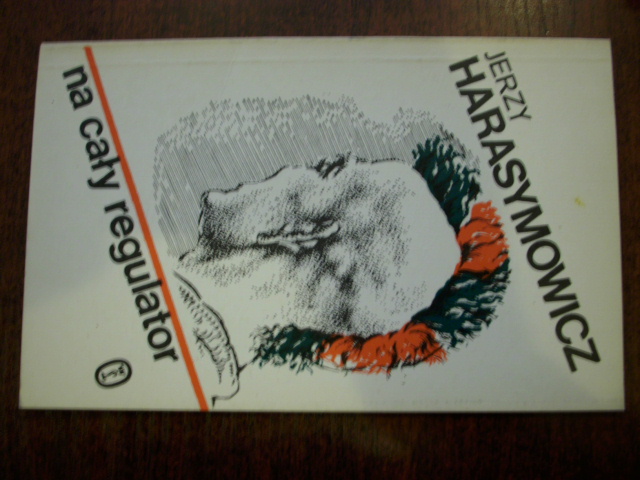 JERZY
HARASYMOWICZ
na cały regulator